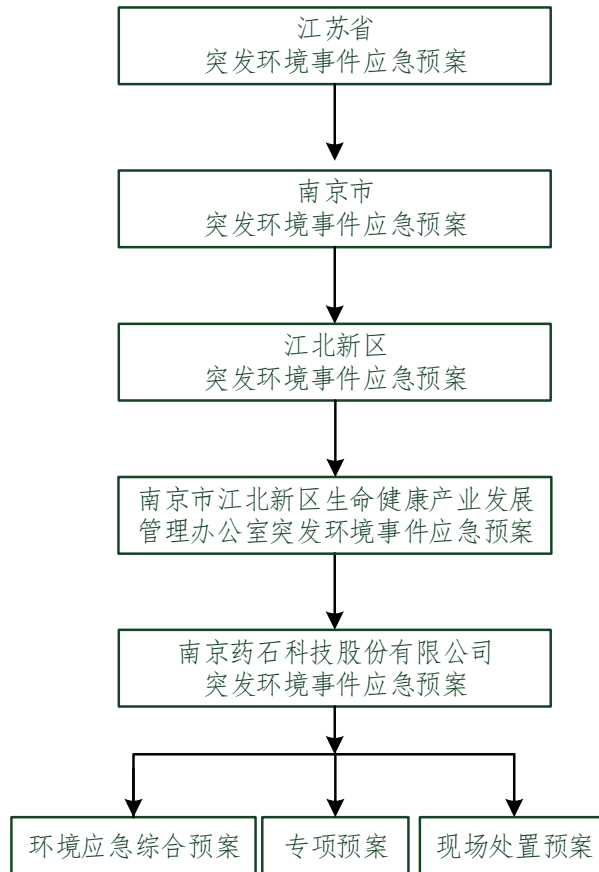 江苏省
突发环境事件应急预案
南京市
突发环境事件应急预案
江北新区
突发环境事件应急预案
南京市江北新区生命健康产业发展
管理办公室突发环境事件应急预案
南京药石科技股份有限公司
突发环境事件应急预案
环境应急综合预案
专项预案
现场处置预案